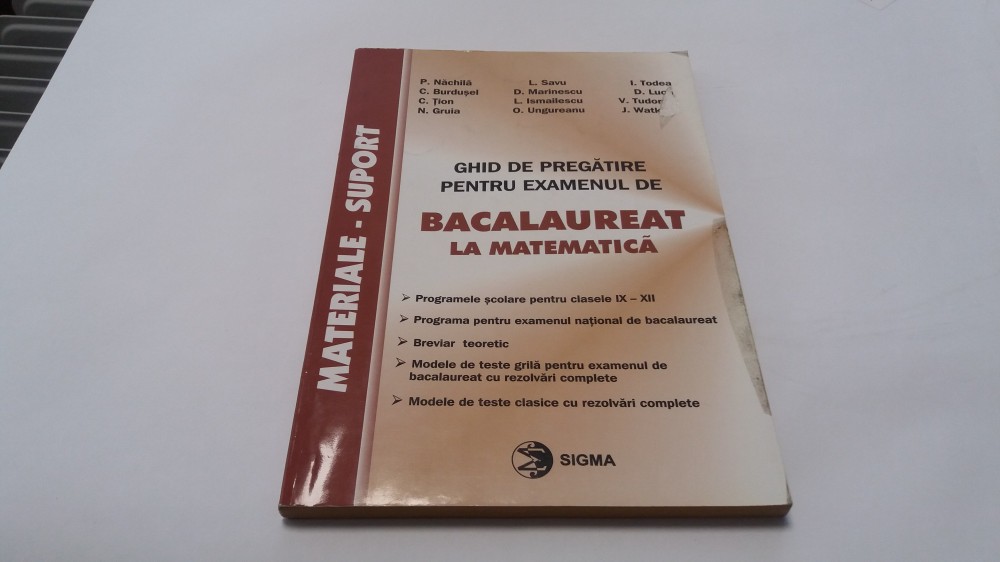 P. Năchilă L. Savu I. Todea
C. Burdușel D. Marinescu D.
C. Țion L. Ismailescu V.
N. Gruia O. Ungureanu J.
MATERIALE - SUPORT
GHID DE PREGĂTIRE
PENTRU EXAMENUL DE
BACALAUREAT
LA MATEMATICĂ
➢ Programele școlare pentru clasele IX – XII
➢ Programa pentru examenul național de bacalaureat
➢ Breviar teoretic
➢ Modele de teste grilă pentru examenul de
bacalaureat cu rezolvări complete
➢ Modele de teste clasice cu rezolvări complete
SIGMA